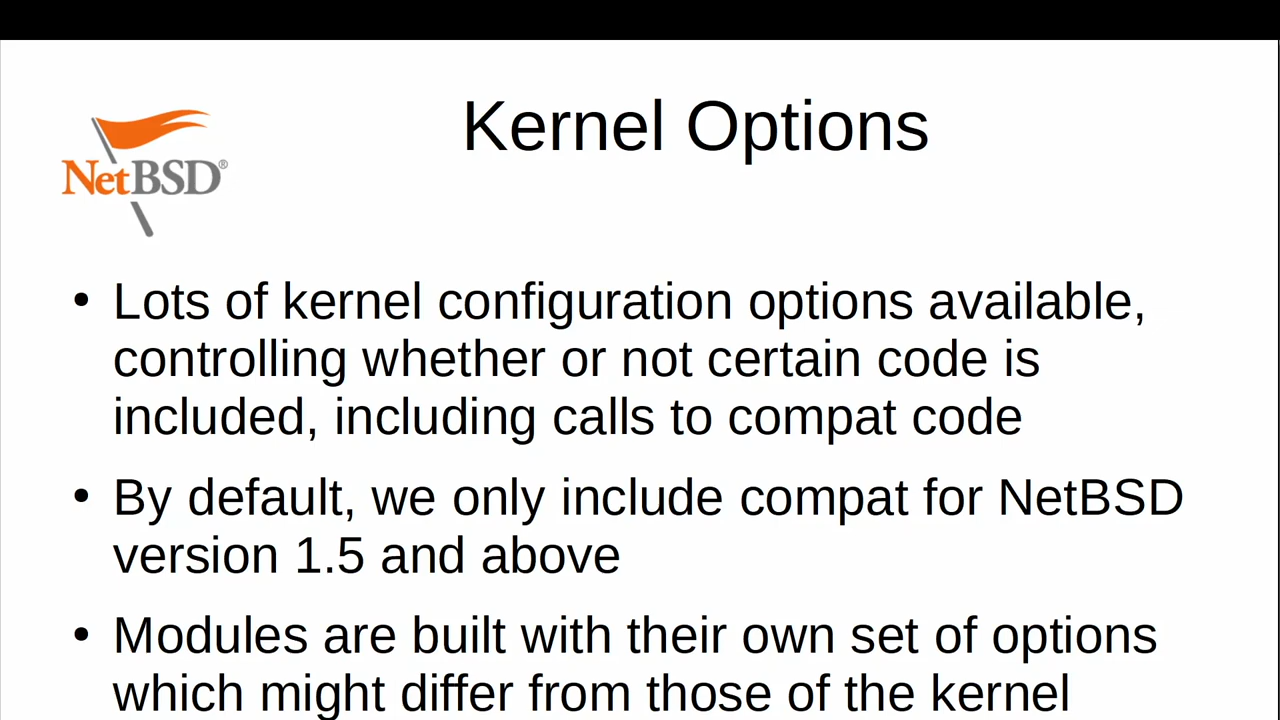 Kernel Options
NetBSD®
• Lots of kernel configuration options available,
controlling whether or not certain code is
included, including calls to compat code
• By default, we only include compat for NetBSD
version 1.5 and above
• Modules are built with their own set of options
which might differ from those of the kernel